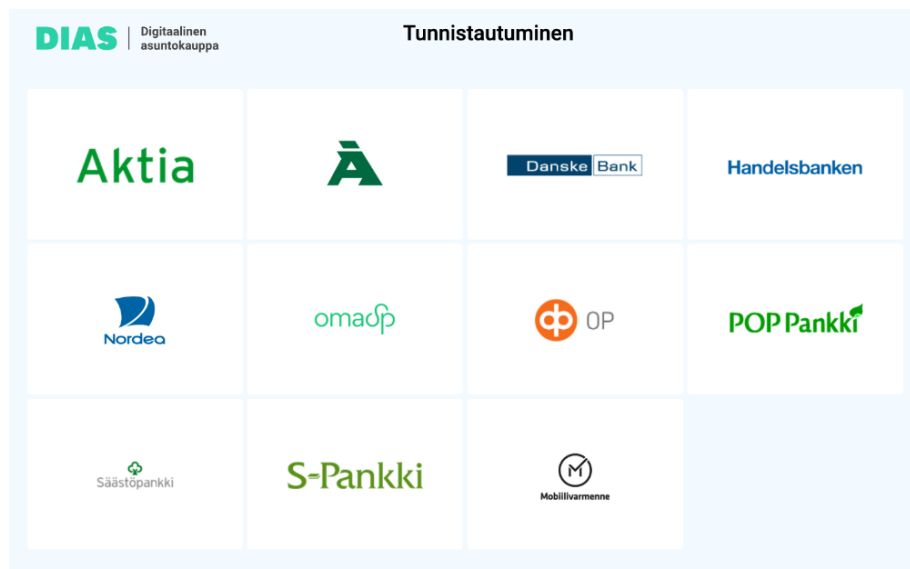 DIAS
Digitaalinen
asuntokauppa
Tunnistautuminen
Aktia
Å
Danske Bank
Handelsbanken
Nordea
omasp
OP
POP Pankki
Säästöpankki
S-Pankki
M
Mobiilivarmenne